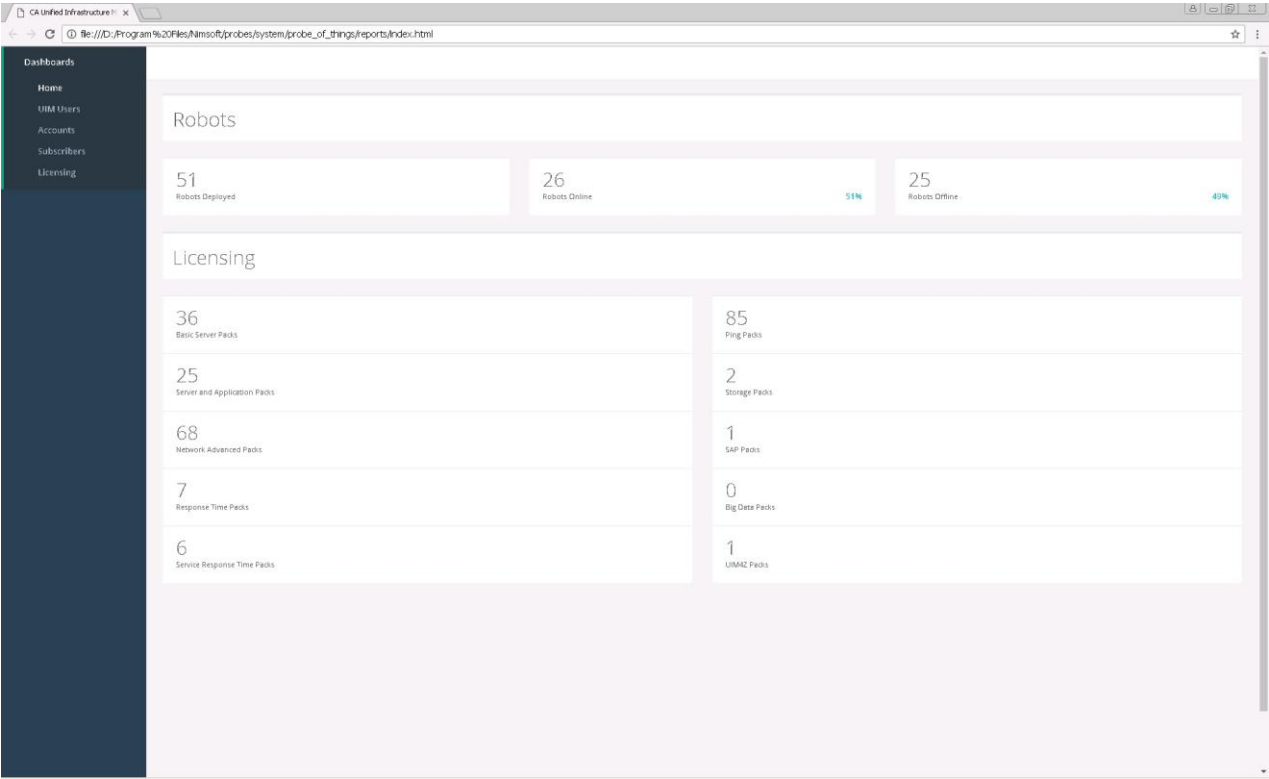 CA Unified Infrastructure M
file:///D:/Program%20Files/Nimsoft/probes/system/probe_of_things/reports/index.html
Dashboards
Home
UIM Users
Accounts
Subscribers
Licensing
Robots
51
Robots Deployed
26
Robots Online
51%
25
Robots Offline
49%
Licensing
36
Basic Server Packs
85
Ping Packs
25
Server and Application Packs
2
Storage Packs
68
Network Advanced Packs
1
SAP Packs
7
Response Time Packs
0
Big Data Packs
6
Service Response Time Packs
1
UIM4Z Packs